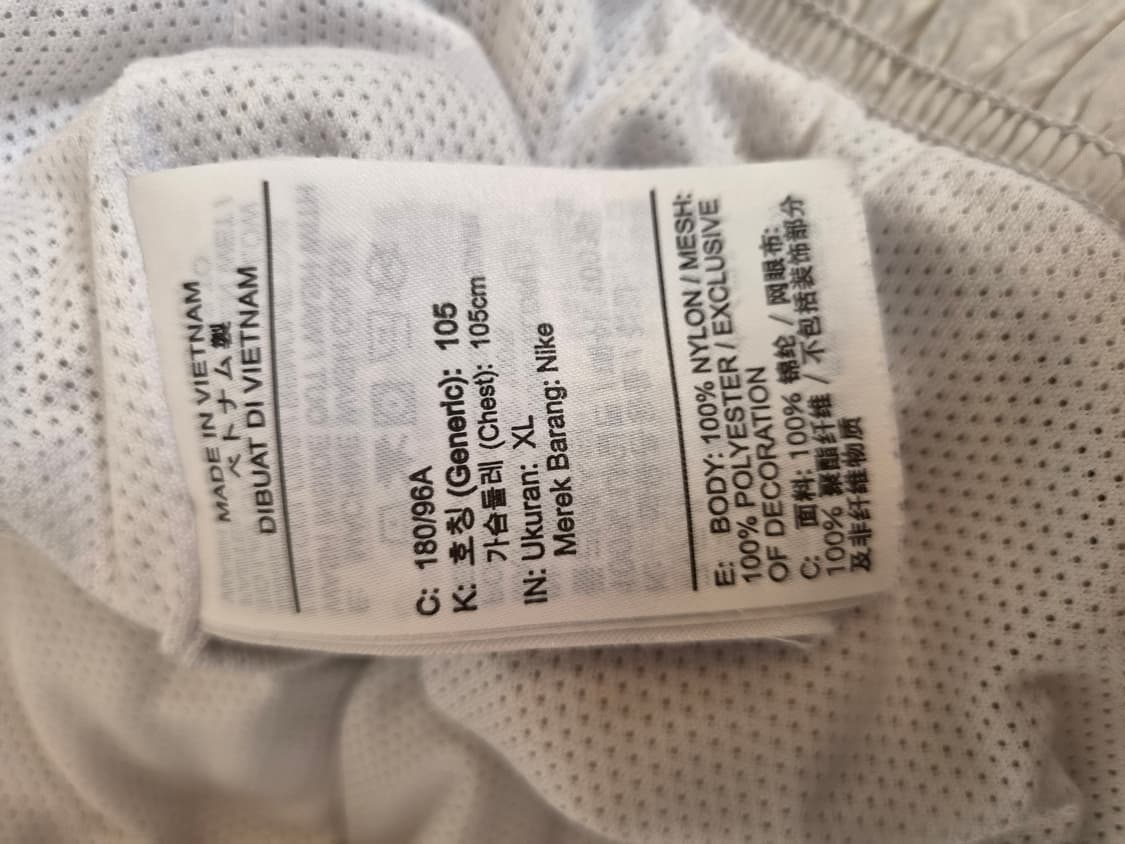 MADE IN VIETNAM
ベトナム製
DIBUAT DI VIETNAM
C: 180/96A
K: 호칭 (Generic): 105
가슴둘레 (Chest): 105cm
IN: Ukuran: XL
Merek Barang: Nike
E: BODY: 100% NYLON / MESH:
100% POLYESTER / EXCLUSIVE
OF DECORATION
C: 面料: 100% 锦纶 / 网眼布:
100% 聚酯纤维 / 不包括装饰部分
及非纤维物质